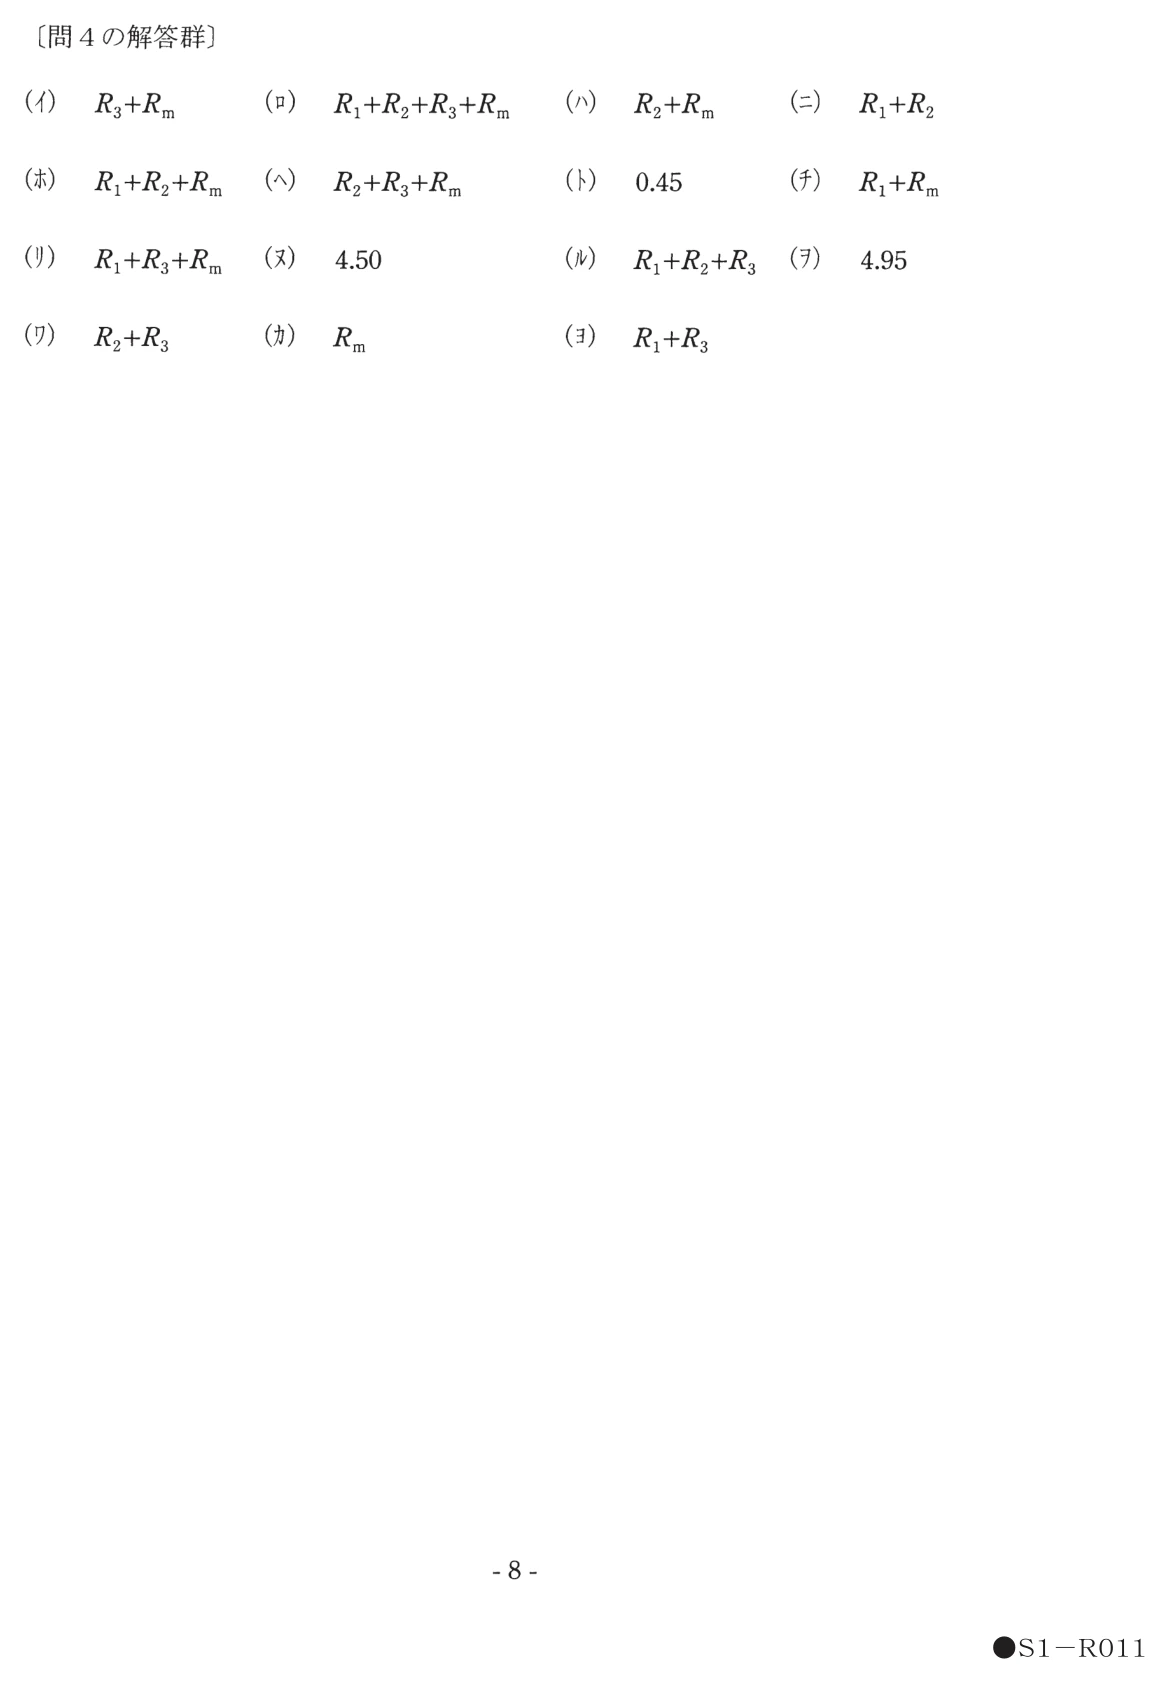 〔問4の解答群〕
(イ) R₃+Rₘ (ロ) R₁+R₂+R₃+Rₘ (ハ) R₂+Rₘ (ニ) R₁+R₂
(ホ) R₁+R₂+Rₘ (ヘ) R₂+R₃+Rₘ (ト) 0.45 (チ) R₁+Rₘ
(リ) R₁+R₃+Rₘ (ヌ) 4.50 (ル) R₁+R₂+R₃ (ヲ) 4.95
(ワ) R₂+R₃ (カ) Rₘ (ヨ) R₁+R₃
- 8 -
●S1－R011